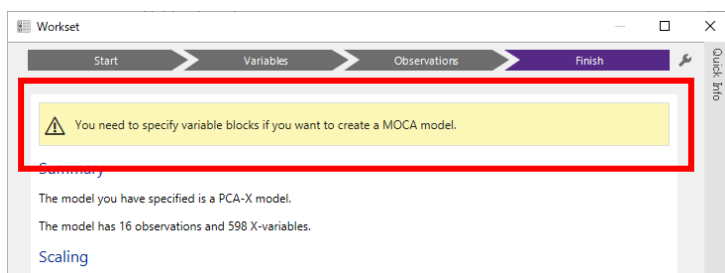 Workset
Start Variables Observations Finish
Quick Info
You need to specify variable blocks if you want to create a MOCA model.
Summary
The model you have specified is a PCA-X model.
The model has 16 observations and 598 X-variables.
Scaling